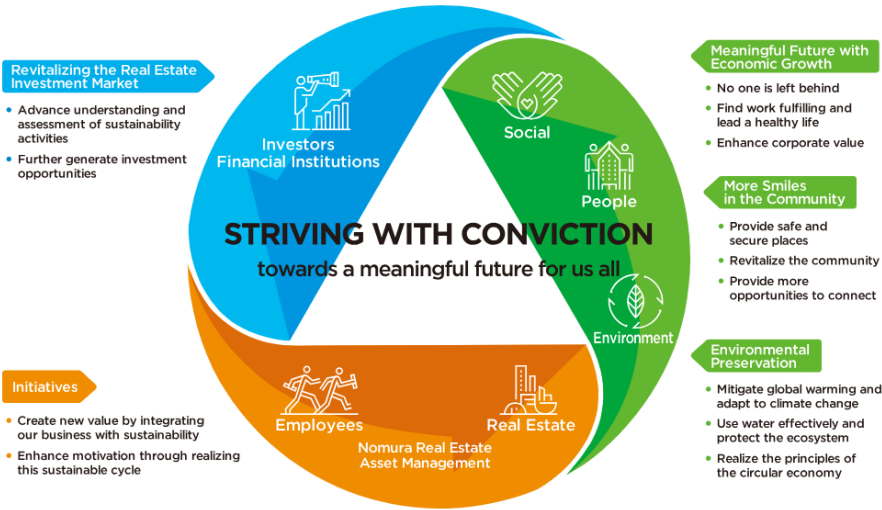 Revitalizing the Real Estate
Investment Market
• Advance understanding and
assessment of sustainability
activities
• Further generate investment
opportunities
Investors
Financial Institutions
Social
People
Environment
STRIVING WITH CONVICTION
towards a meaningful future for us all
Meaningful Future with
Economic Growth
• No one is left behind
• Find work fulfilling and
lead a healthy life
• Enhance corporate value
More Smiles
in the Community
• Provide safe and
secure places
• Revitalize the community
• Provide more
opportunities to connect
Environmental
Preservation
• Mitigate global warming and
adapt to climate change
• Use water effectively and
protect the ecosystem
• Realize the principles of
the circular economy
Initiatives
• Create new value by integrating
our business with sustainability
• Enhance motivation through realizing
this sustainable cycle
Employees
Real Estate
Nomura Real Estate
Asset Management